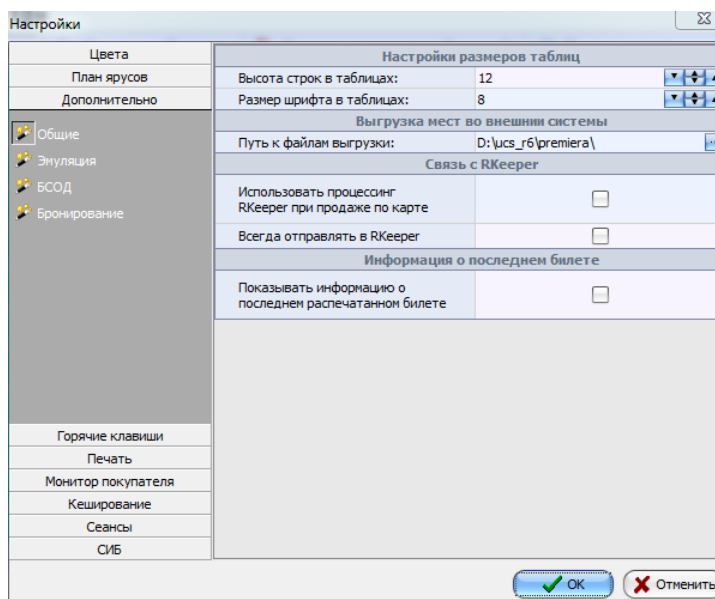 Настройки
Цвета
План ярусов
Дополнительно
Общие
Эмуляция
БСОД
Бронирование
Горячие клавиши
Печать
Монитор покупателя
Кеширование
Сеансы
СИБ
Настройки размеров таблиц
Высота строк в таблицах: 12
Размер шрифта в таблицах: 8
Выгрузка мест во внешнии системы
Путь к файлам выгрузки: D:\ucs_r6\premiera\
Связь с RKeeper
Использовать процессинг
RKeeper при продаже по карте
Всегда отправлять в RKeeper
Информация о последнем билете
Показывать информацию о
последнем распечатанном билете
OK Отменить